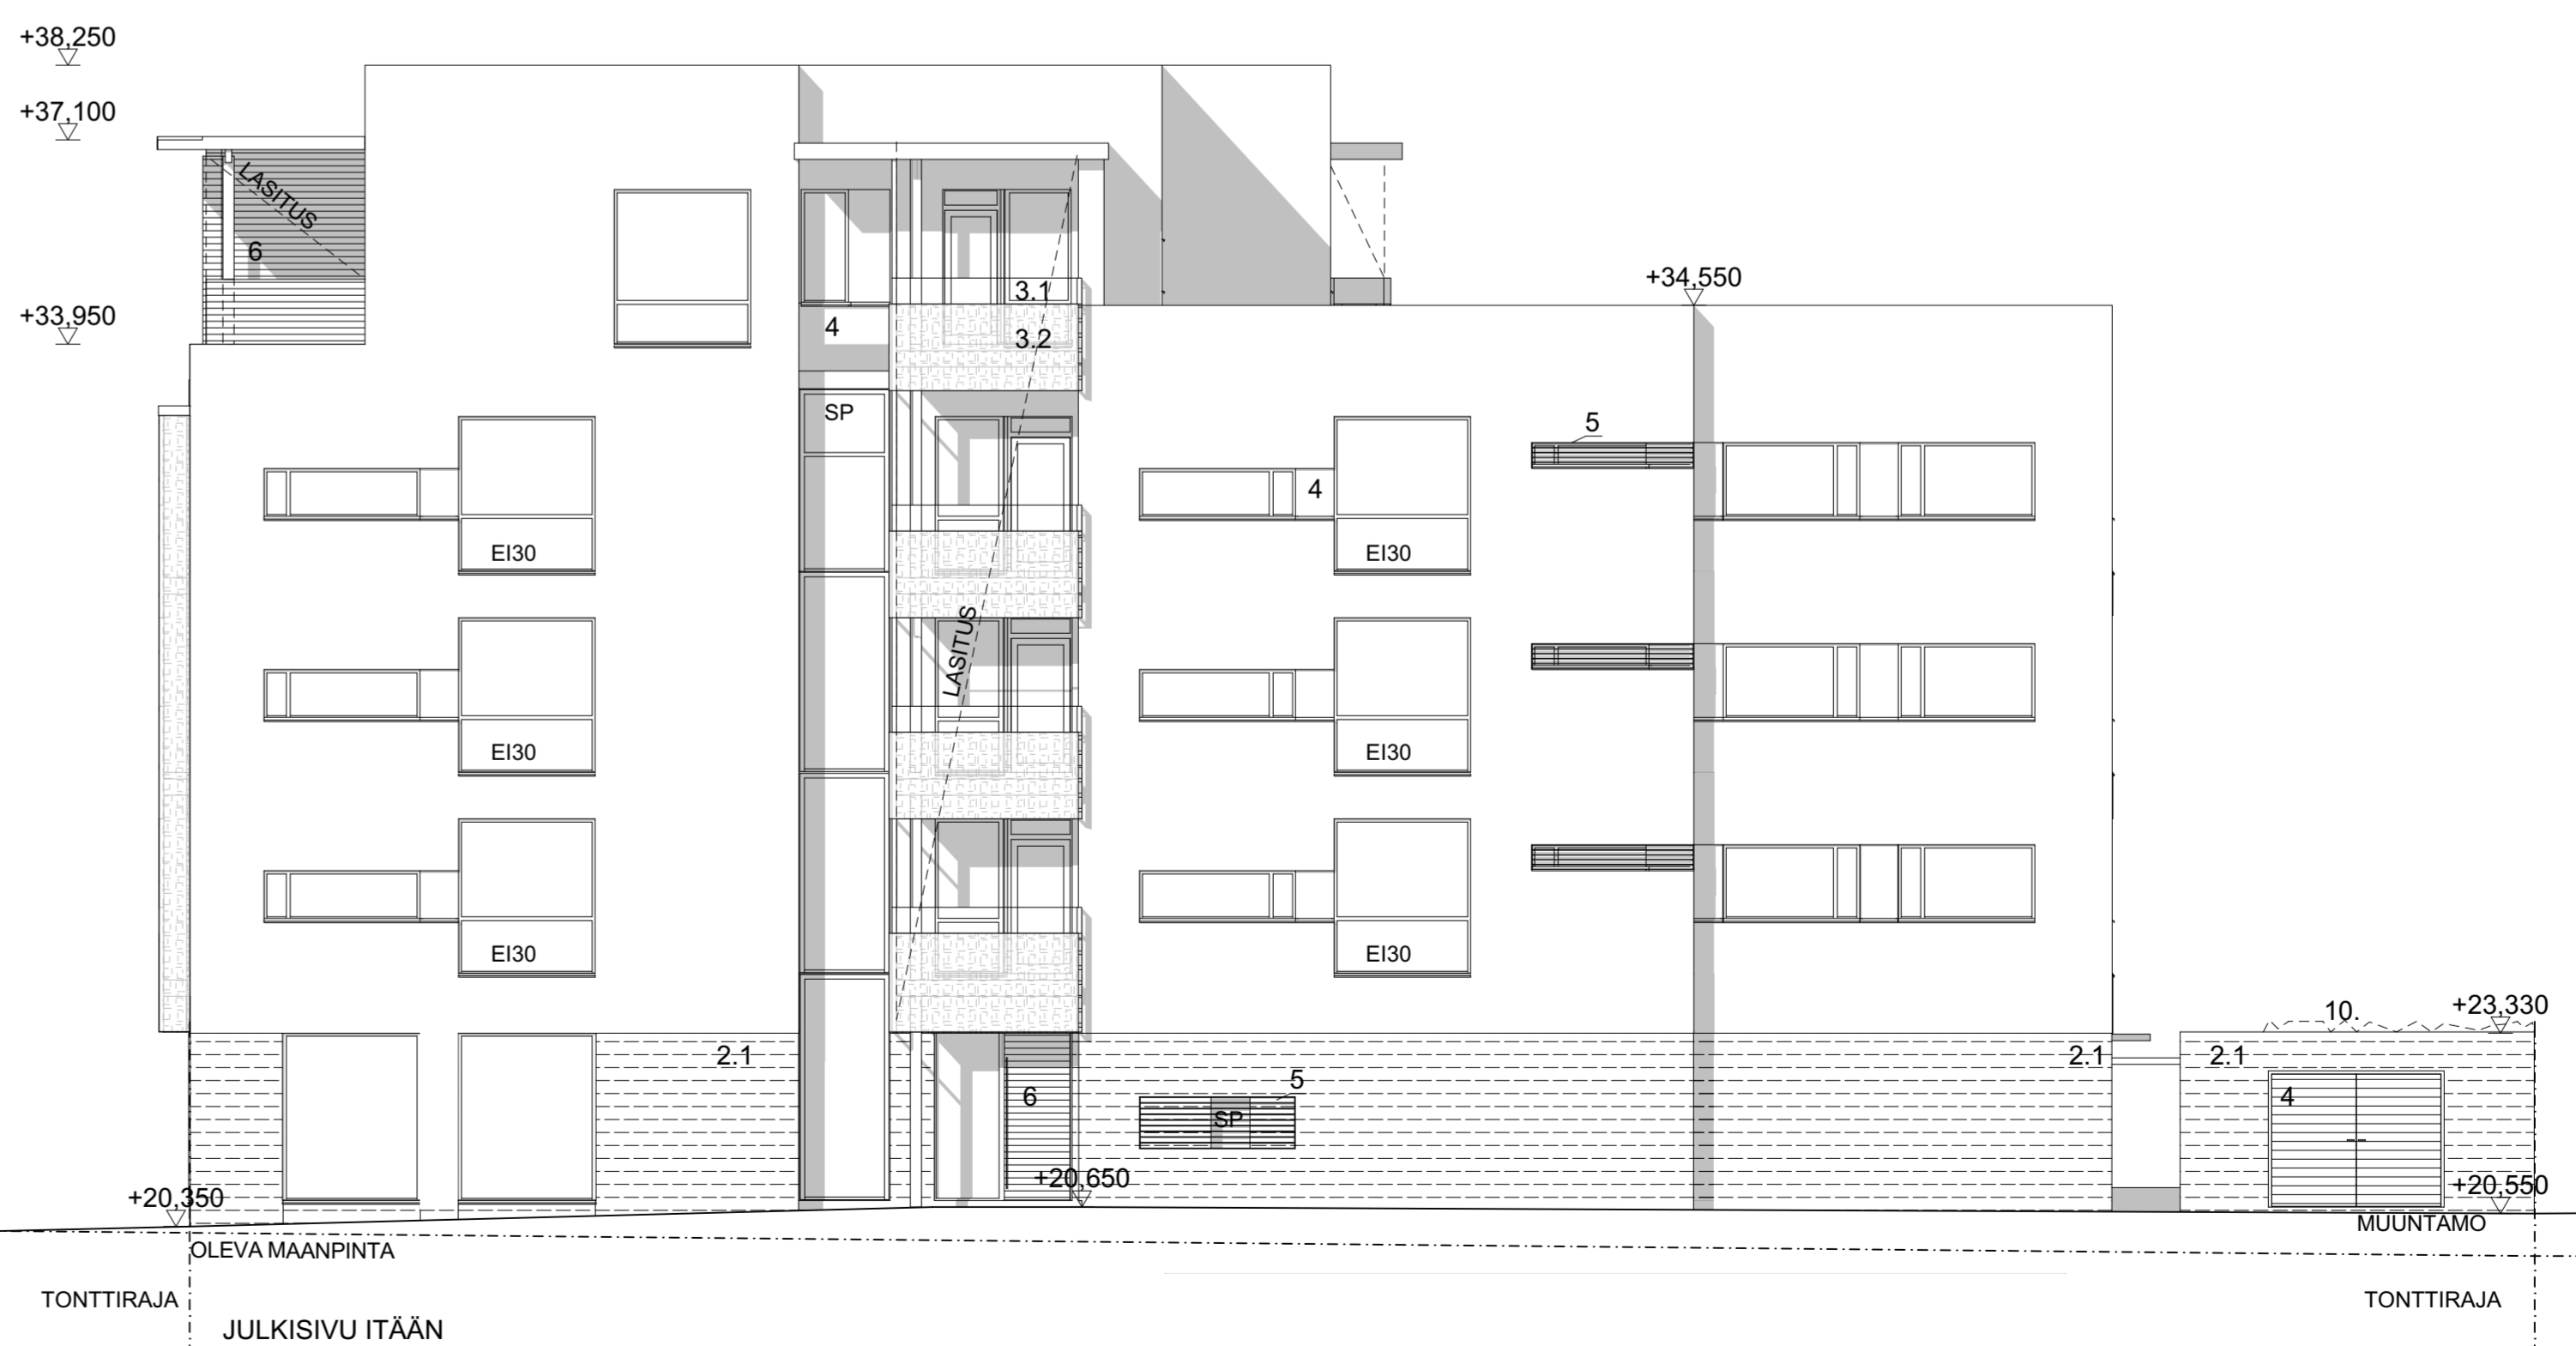 +38,250
+37,100
LASITUS
6
+33,950
+34,550
3.1
4
3.2
SP
5
4
EI30
EI30
LASITUS
EI30
EI30
EI30
EI30
10.
+23,330
2.1
2.1
2.1
5
6
4
SP
+20,350
+20,650
+20,550
MUUNTAMO
OLEVA MAANPINTA
TONTTIRAJA
TONTTIRAJA
JULKISIVU ITÄÄN